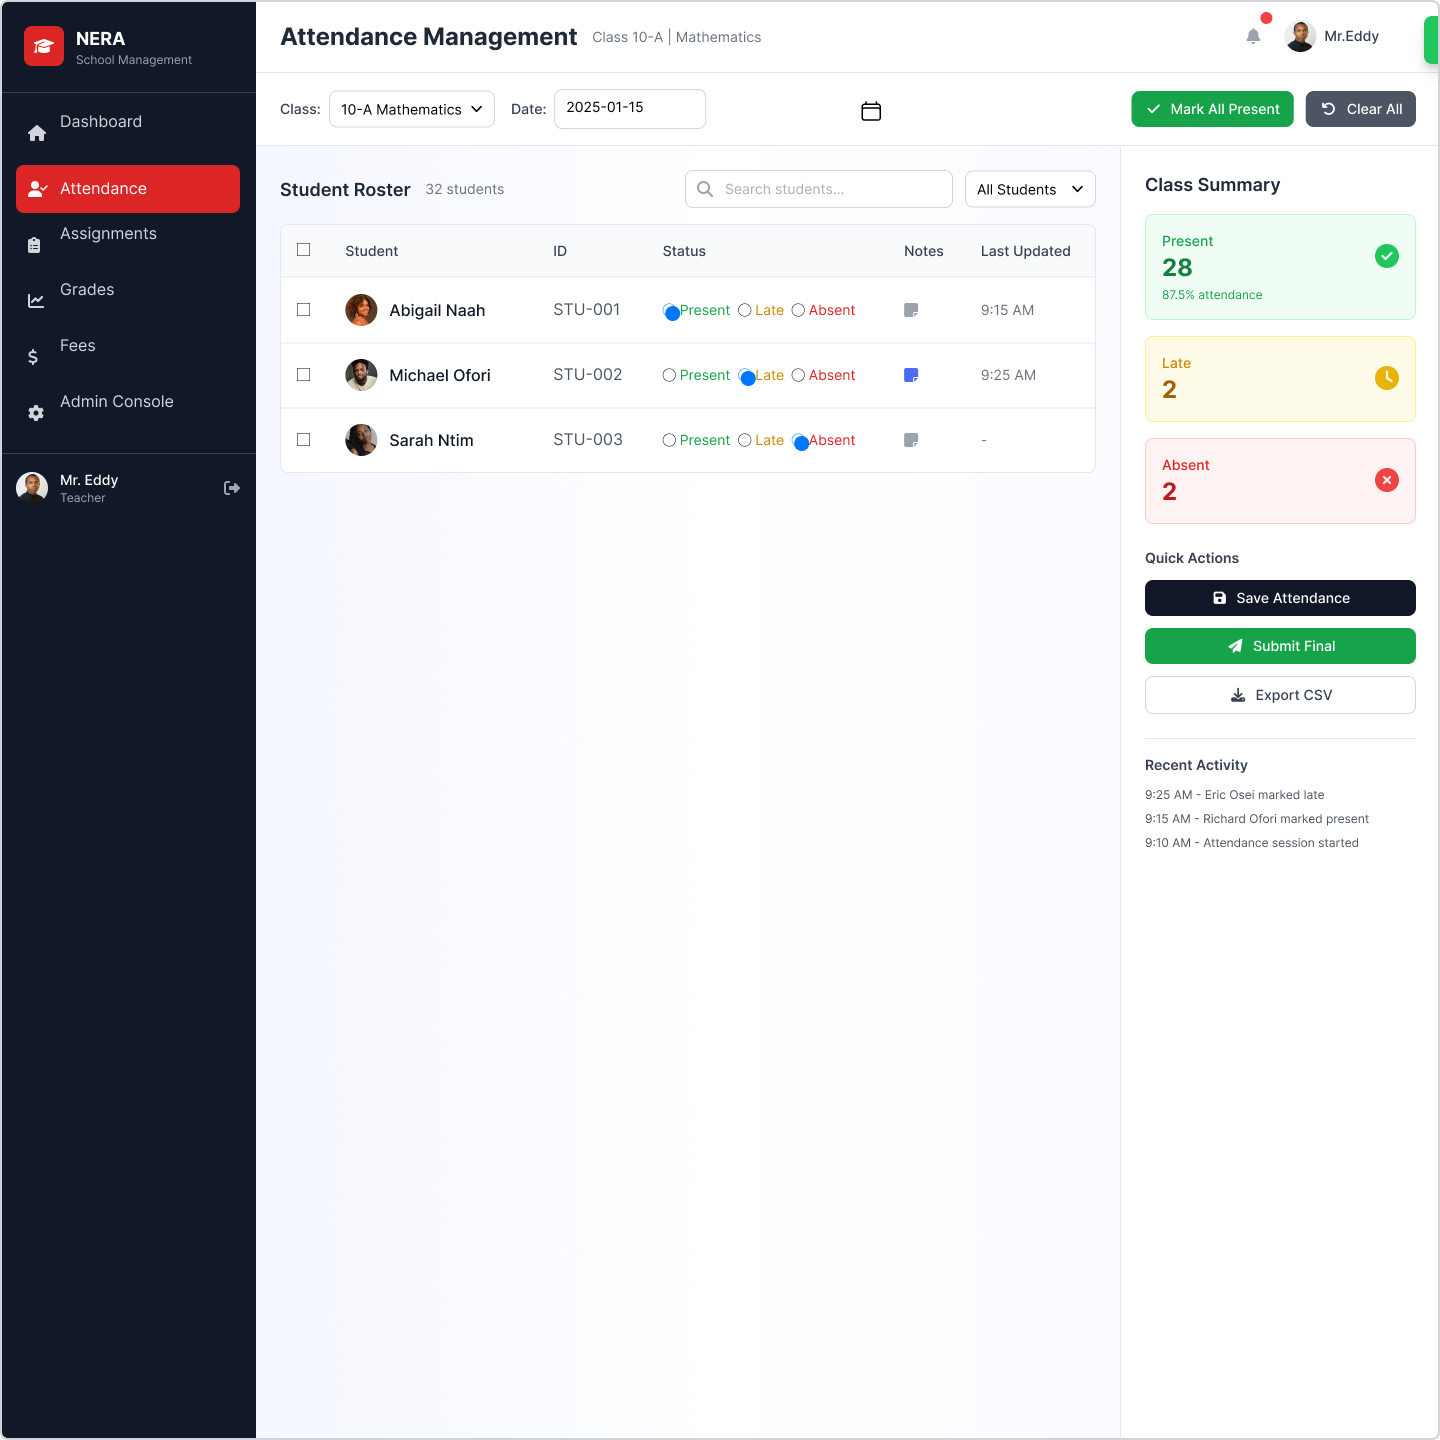 NERA
School Management
Dashboard
Attendance
Assignments
Grades
Fees
Admin Console
Mr. Eddy
Teacher
Attendance Management Class 10-A | Mathematics
Mr.Eddy
Class: 10-A Mathematics Date: 2025-01-15
Mark All Present Clear All
Student Roster 32 students
Search students...
All Students
Student ID Status Notes Last Updated
Abigail Naah STU-001 Present Late Absent 9:15 AM
Michael Ofori STU-002 Present Late Absent 9:25 AM
Sarah Ntim STU-003 Present Late Absent -
Class Summary
Present
28
87.5% attendance
Late
2
Absent
2
Quick Actions
Save Attendance
Submit Final
Export CSV
Recent Activity
9:25 AM - Eric Osei marked late
9:15 AM - Richard Ofori marked present
9:10 AM - Attendance session started